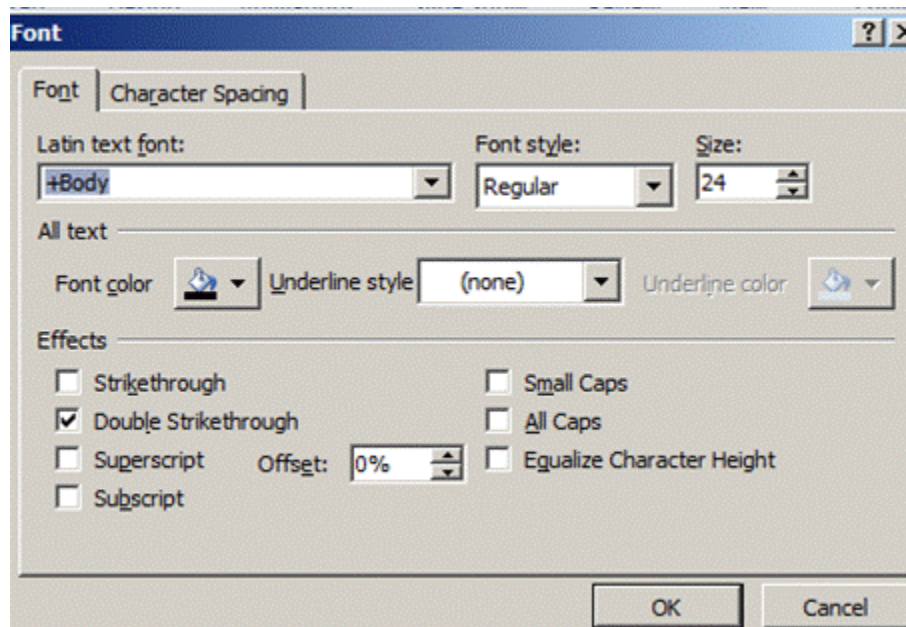 Font
Font Character Spacing
Latin text font: Font style: Size:
+Body Regular 24
All text
Font color Underline style (none) Underline color
Effects
Strikethrough Small Caps
Double Strikethrough All Caps
Superscript Offset: 0% Equalize Character Height
Subscript
OK Cancel